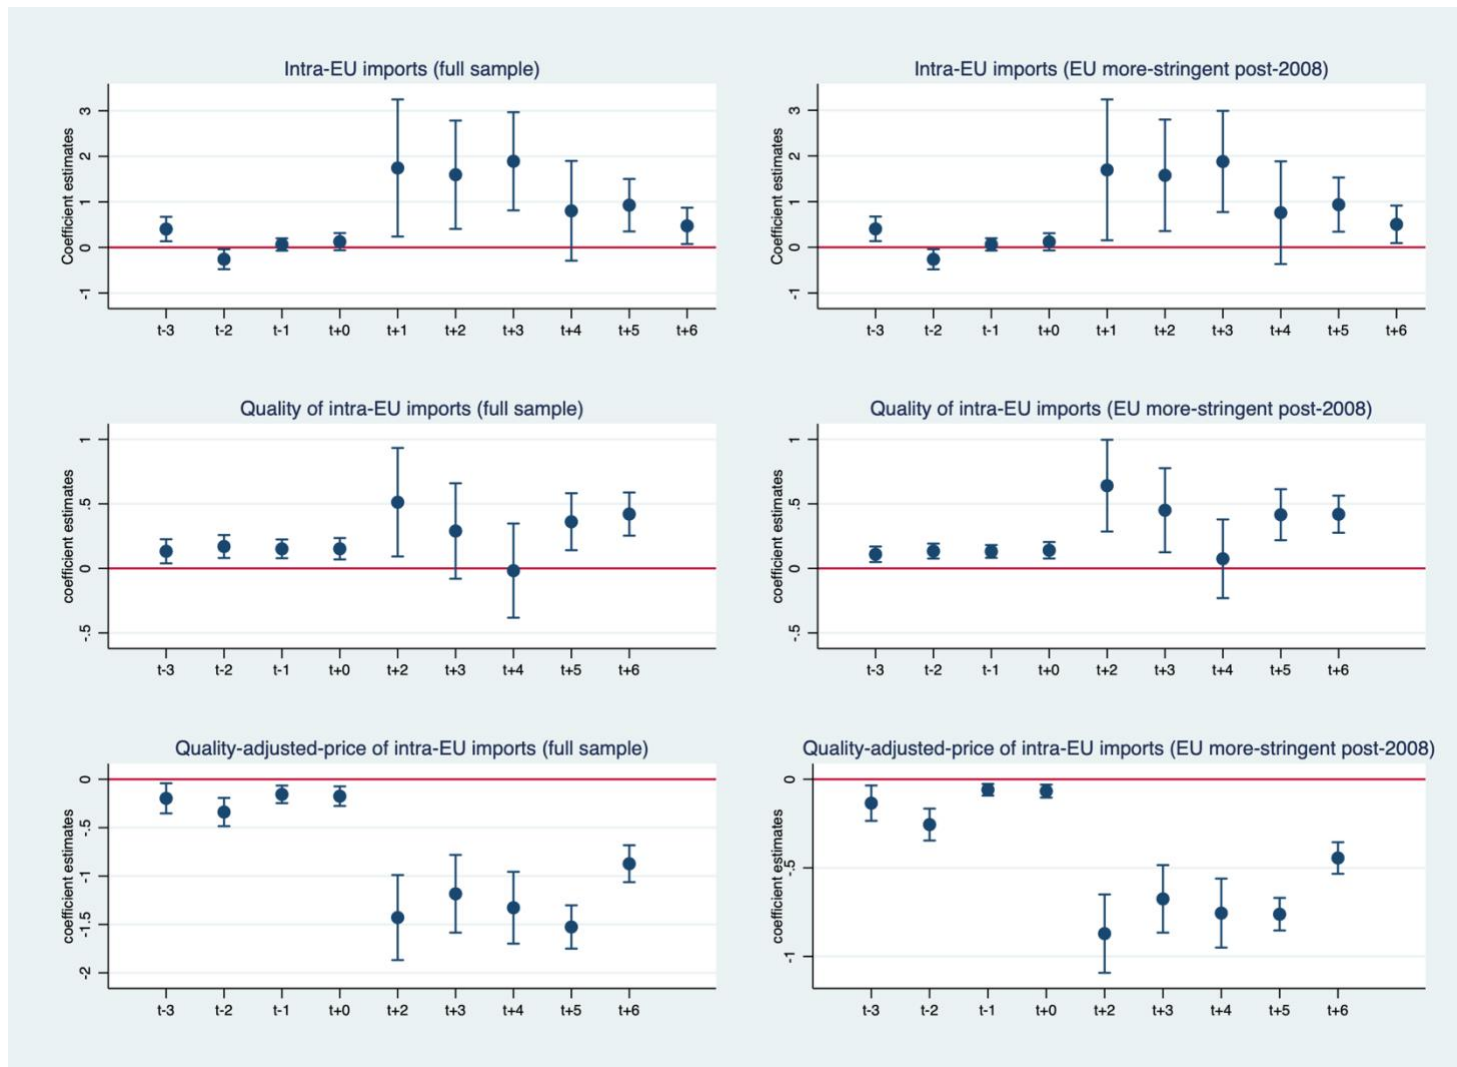 Intra-EU imports (full sample)
Coefficient estimates
3
2
1
0
-1
t-3 t-2 t-1 t+0 t+1 t+2 t+3 t+4 t+5 t+6
Intra-EU imports (EU more-stringent post-2008)
Coefficient estimates
3
2
1
0
-1
t-3 t-2 t-1 t+0 t+1 t+2 t+3 t+4 t+5 t+6
Quality of intra-EU imports (full sample)
coefficient estimates
1
.5
0
-.5
t-3 t-2 t-1 t+0 t+2 t+3 t+4 t+5 t+6
Quality of intra-EU imports (EU more-stringent post-2008)
coefficient estimates
1
.5
0
-.5
t-3 t-2 t-1 t+0 t+2 t+3 t+4 t+5 t+6
Quality-adjusted-price of intra-EU imports (full sample)
coefficient estimates
0
-.5
-1
-1.5
-2
t-3 t-2 t-1 t+0 t+2 t+3 t+4 t+5 t+6
Quality-adjusted-price of intra-EU imports (EU more-stringent post-2008)
coefficient estimates
0
-.5
-1
t-3 t-2 t-1 t+0 t+2 t+3 t+4 t+5 t+6